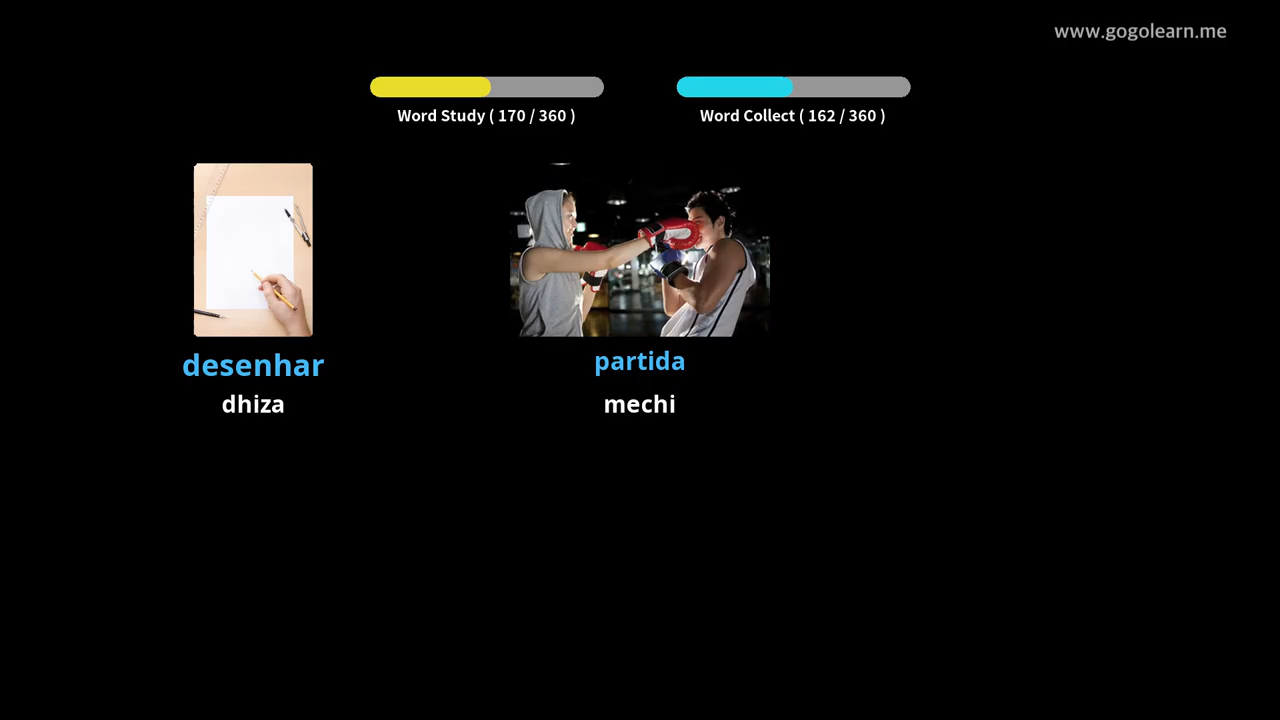 www.gogolearn.me
Word Study ( 170 / 360 )
Word Collect ( 162 / 360 )
desenhar
dhiza
partida
mechi